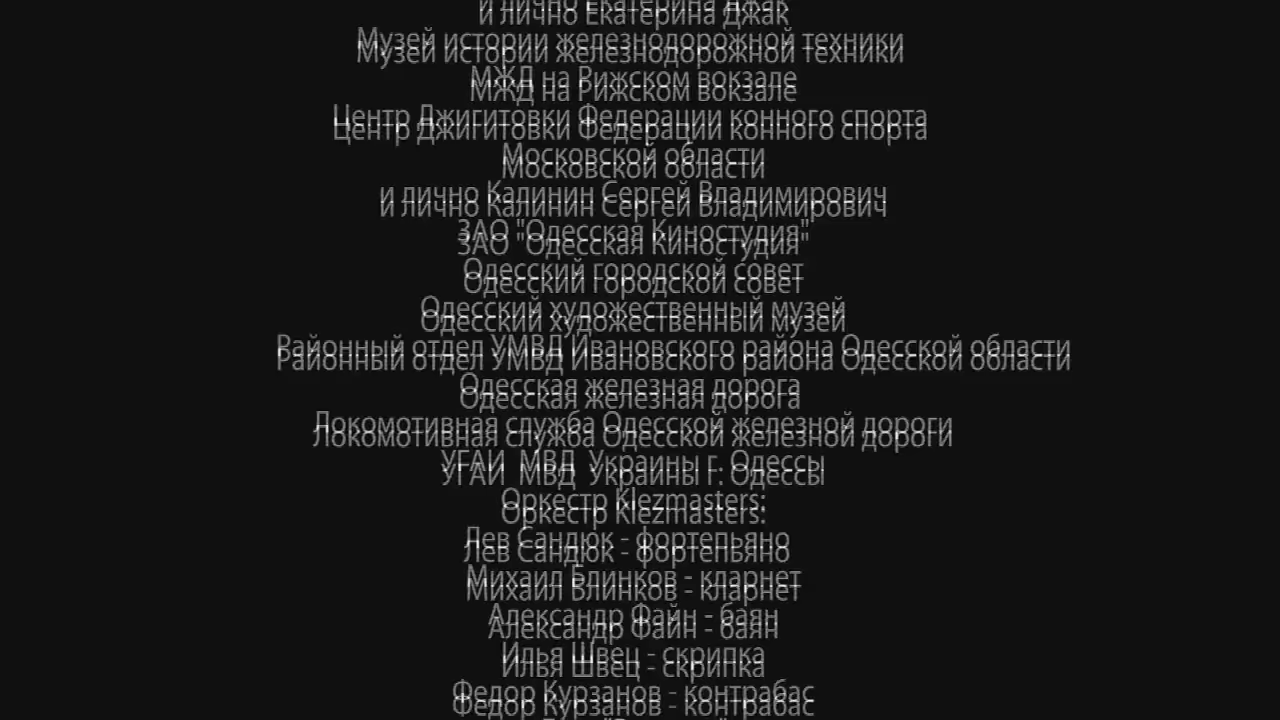 и лично Екатерина Джак
Музей истории железнодорожной техники
МЖД на Рижском вокзале
Центр Джигитовки Федерации конного спорта
Московской области
и лично Калинин Сергей Владимирович
ЗАО "Одесская Киностудия"
Одесский городской совет
Одесский художественный музей
Районный отдел УМВД Ивановского района Одесской области
Одесская железная дорога
Локомотивная служба Одесской железной дороги
УГАИ МВД Украины г. Одессы
Оркестр Klezmasters:
Лев Сандюк - фортепьяно
Михаил Блинков - кларнет
Александр Файн - баян
Илья Швец - скрипка
Федор Курзанов - контрабас